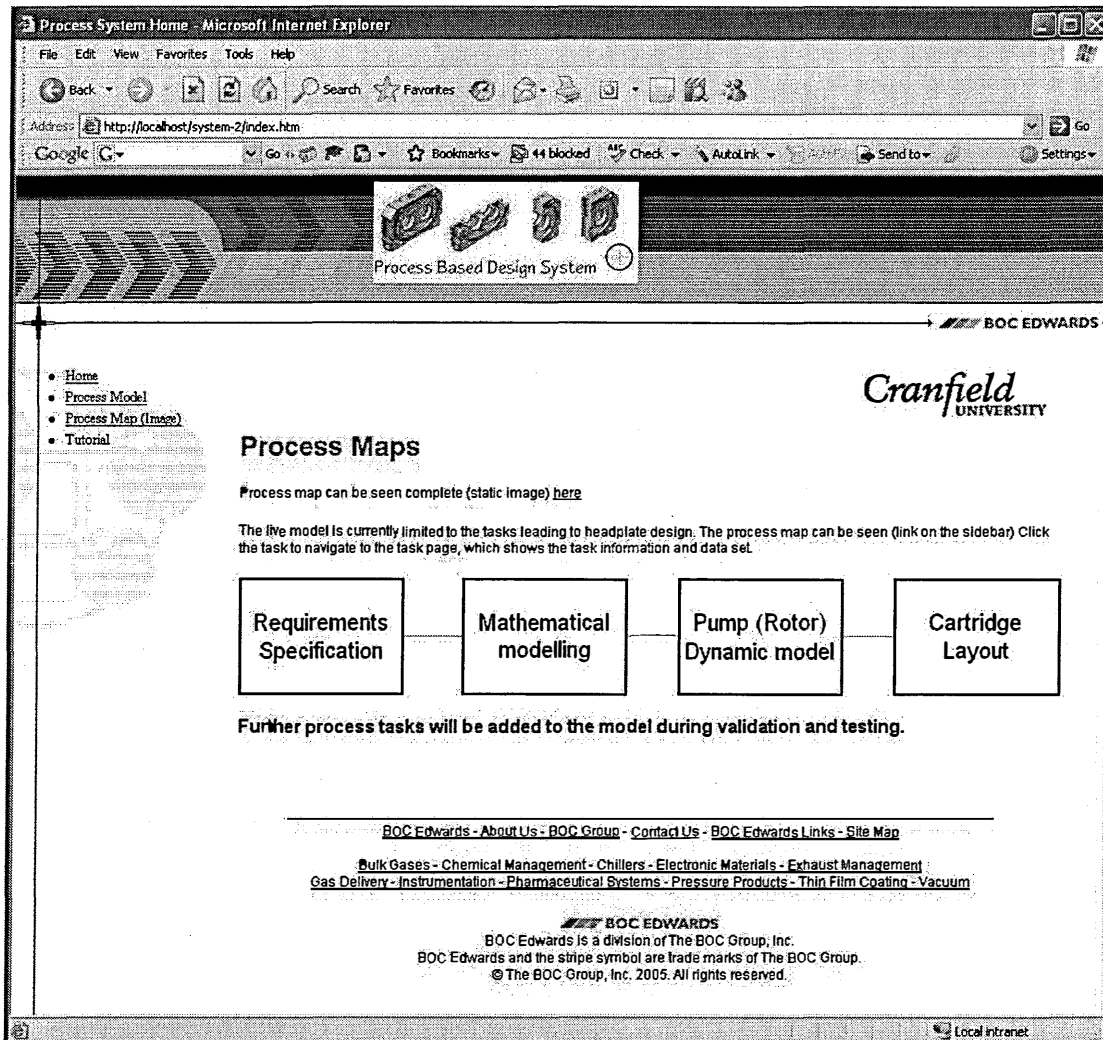 Process System Home - Microsoft Internet Explorer
File Edit View Favorites Tools Help
Back Search Favorites
Address http://localhost/system-2/index.htm Go
Google G Go Bookmarks 44 blocked Check AutoLink Send to Settings
Process Based Design System
BOC EDWARDS
Home
Process Model
Process Map (Image)
Tutorial
Cranfield
UNIVERSITY
Process Maps
Process map can be seen complete (static image) here
The live model is currently limited to the tasks leading to headplate design. The process map can be seen (link on the sidebar) Click
the task to navigate to the task page, which shows the task information and data set.
Requirements
Specification
Mathematical
modelling
Pump (Rotor)
Dynamic model
Cartridge
Layout
Further process tasks will be added to the model during validation and testing.
BOC Edwards - About Us - BOC Group - Contact Us - BOC Edwards Links - Site Map
Bulk Gases - Chemical Management - Chillers - Electronic Materials - Exhaust Management
Gas Delivery - Instrumentation - Pharmaceutical Systems - Pressure Products - Thin Film Coating - Vacuum
BOC EDWARDS
BOC Edwards is a division of The BOC Group, Inc.
BOC Edwards and the stripe symbol are trade marks of The BOC Group.
© The BOC Group, Inc. 2005. All rights reserved.
Local intranet